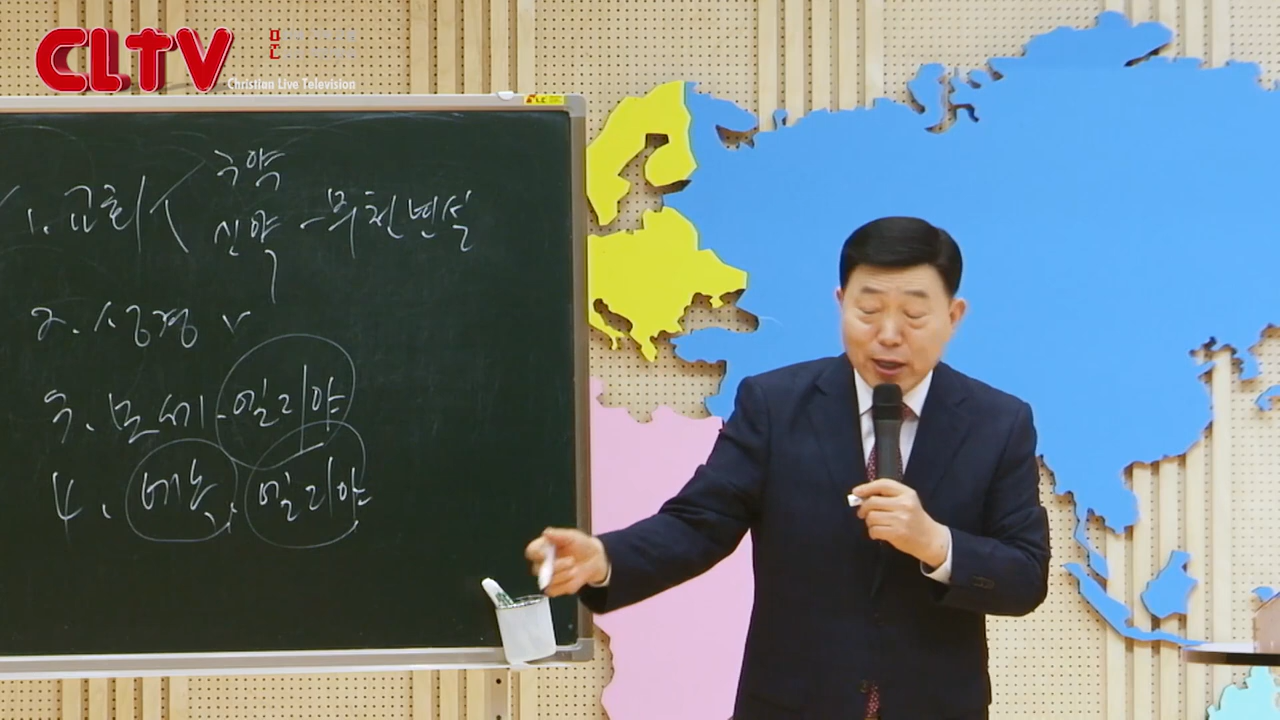 CLTV
Christian Live Television
구약
1. 교회 < 신약 - 무천년설
2. 성경 v
3. 모세 - 엘리야
4. 에녹, 엘리야